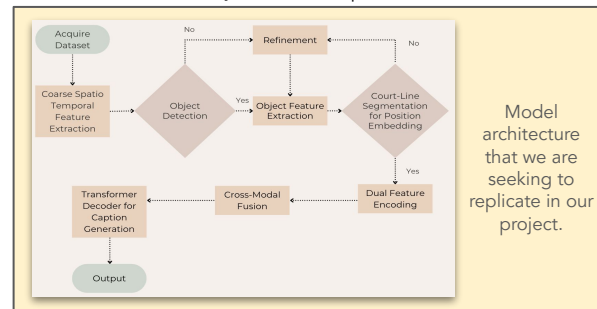 Acquire
Dataset
No
Refinement
No
Coarse Spatio
Temporal
Feature
Extraction
Object
Detection
Yes
Object Feature
Extraction
Court-Line
Segmentation
for Position
Embedding
Yes
Transformer
Decoder for
Caption
Generation
Cross-Modal
Fusion
Dual Feature
Encoding
Output
Model
architecture
that we are
seeking to
replicate in our
project.